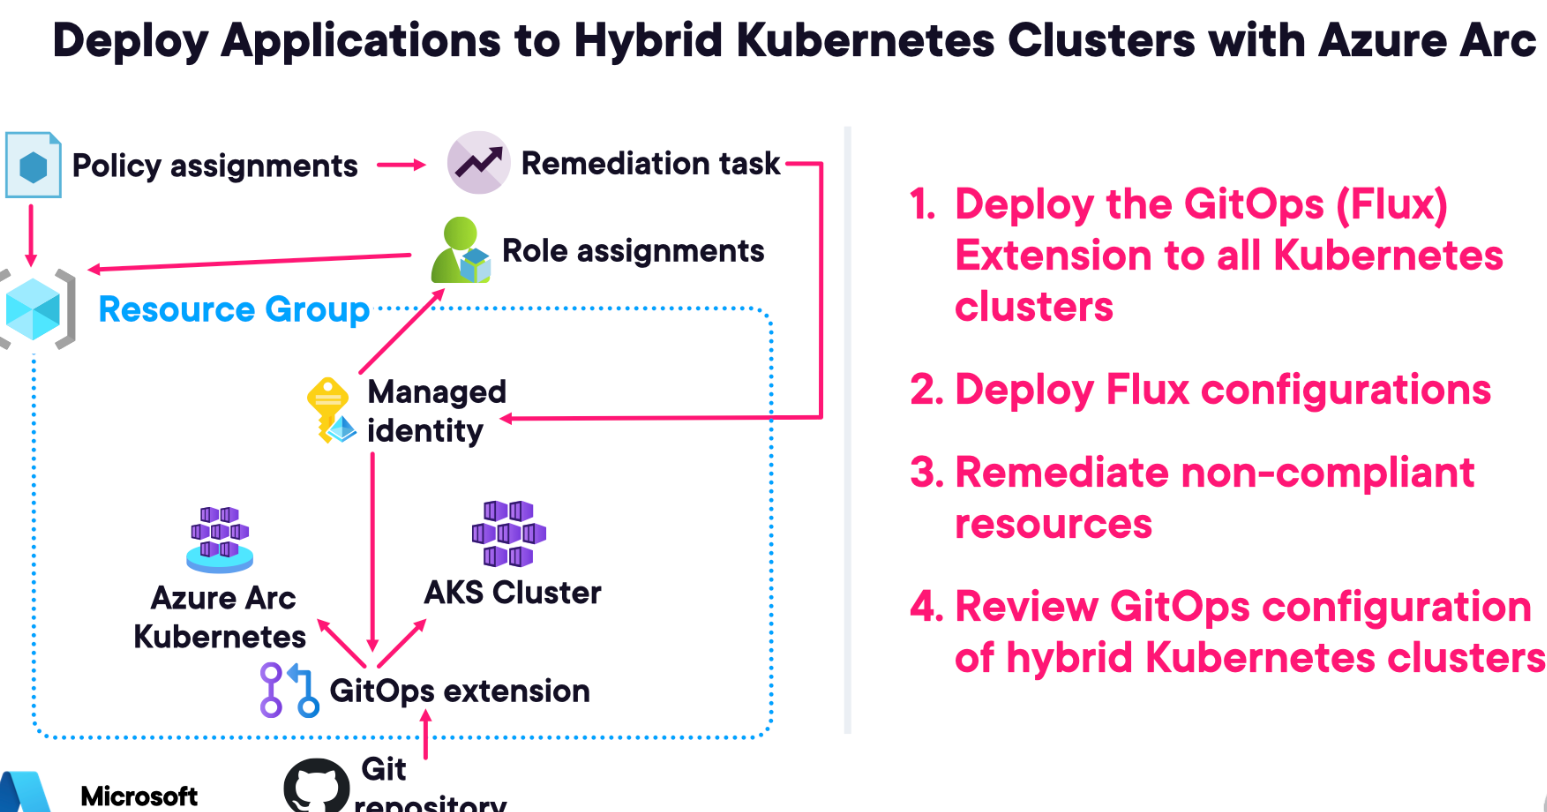 Deploy Applications to Hybrid Kubernetes Clusters with Azure Arc
Policy assignments
Remediation task
Role assignments
Resource Group
Managed
identity
AKS Cluster
Azure Arc
Kubernetes
GitOps extension
Git
repository
Microsoft
1. Deploy the GitOps (Flux)
Extension to all Kubernetes
clusters
2. Deploy Flux configurations
3. Remediate non-compliant
resources
4. Review GitOps configuration
of hybrid Kubernetes clusters